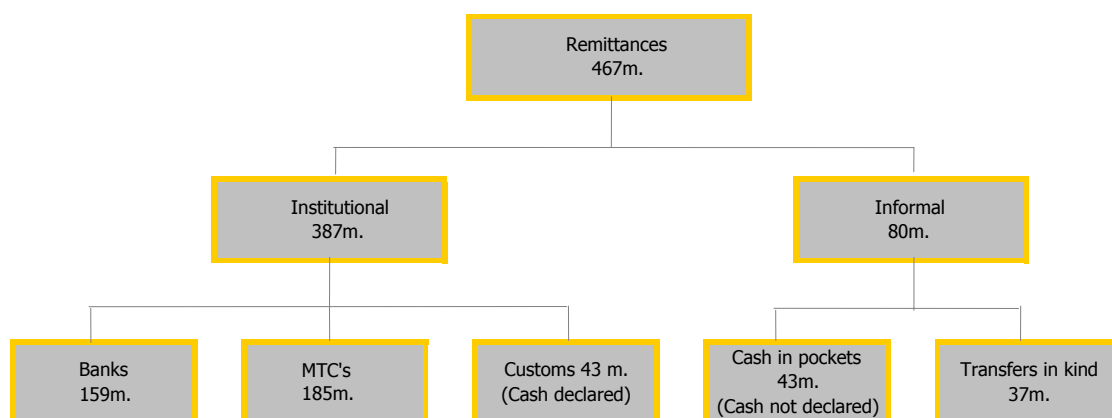 Remittances
467m.
Institutional
387m.
Informal
80m.
Banks
159m.
MTC's
185m.
Customs 43 m.
(Cash declared)
Cash in pockets
43m.
(Cash not declared)
Transfers in kind
37m.